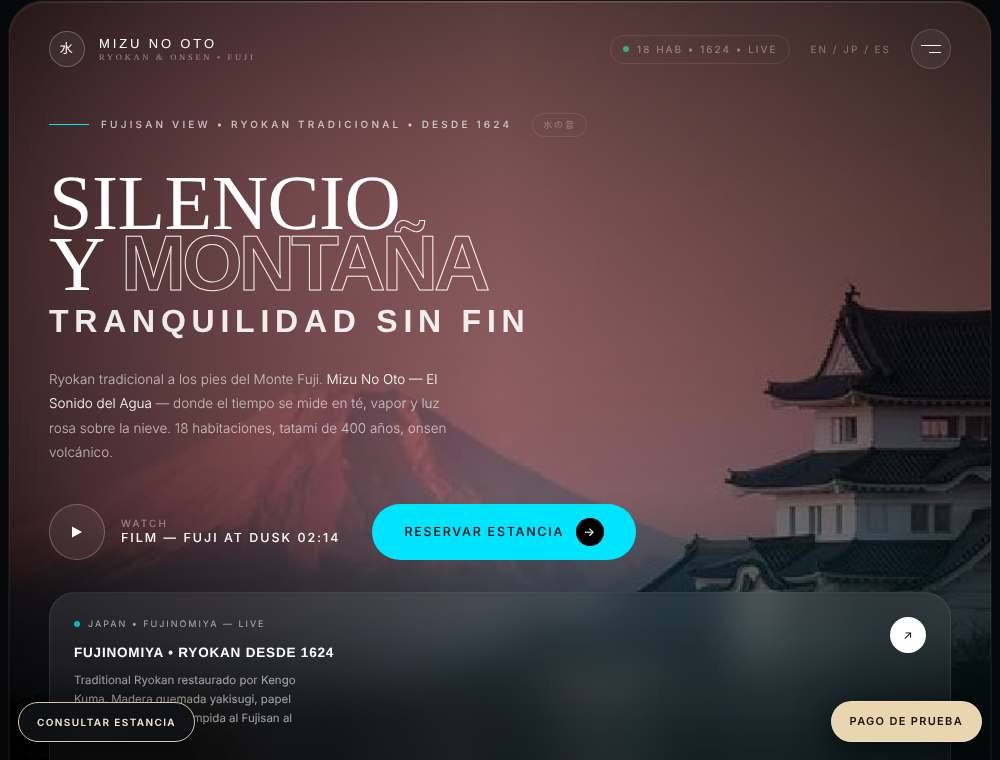 水
MIZU NO OTO
RYOKAN & ONSEN • FUJI
18 HAB • 1624 • LIVE
EN / JP / ES
FUJISAN VIEW • RYOKAN TRADICIONAL • DESDE 1624
水の音
SILENCIO
Y MONTAÑA
TRANQUILIDAD SIN FIN
Ryokan tradicional a los pies del Monte Fuji. Mizu No Oto — El
Sonido del Agua — donde el tiempo se mide en té, vapor y luz
rosa sobre la nieve. 18 habitaciones, tatami de 400 años, onsen
volcánico.
WATCH
FILM — FUJI AT DUSK 02:14
RESERVAR ESTANCIA
JAPAN • FUJINOMIYA — LIVE
FUJINOMIYA • RYOKAN DESDE 1624
Traditional Ryokan restaurado por Kengo
Kuma. Madera quemada yakisugi, papel
al Fujisan al
CONSULTAR ESTANCIA
PAGO DE PRUEBA